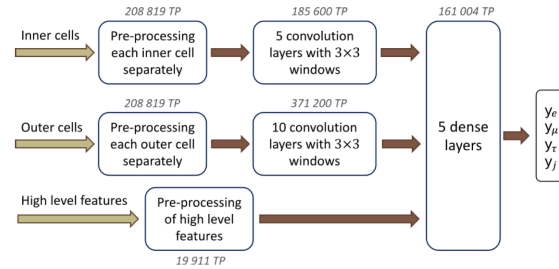 208 819 TP
185 600 TP
161 004 TP
Inner cells
Pre-processing
each inner cell
separately
5 convolution
layers with 3×3
windows
208 819 TP
371 200 TP
Outer cells
Pre-processing
each outer cell
separately
10 convolution
layers with 3×3
windows
5 dense
layers
yₑ
y_μ
y_τ
y_j
High level features
Pre-processing
of high level
features
19 911 TP